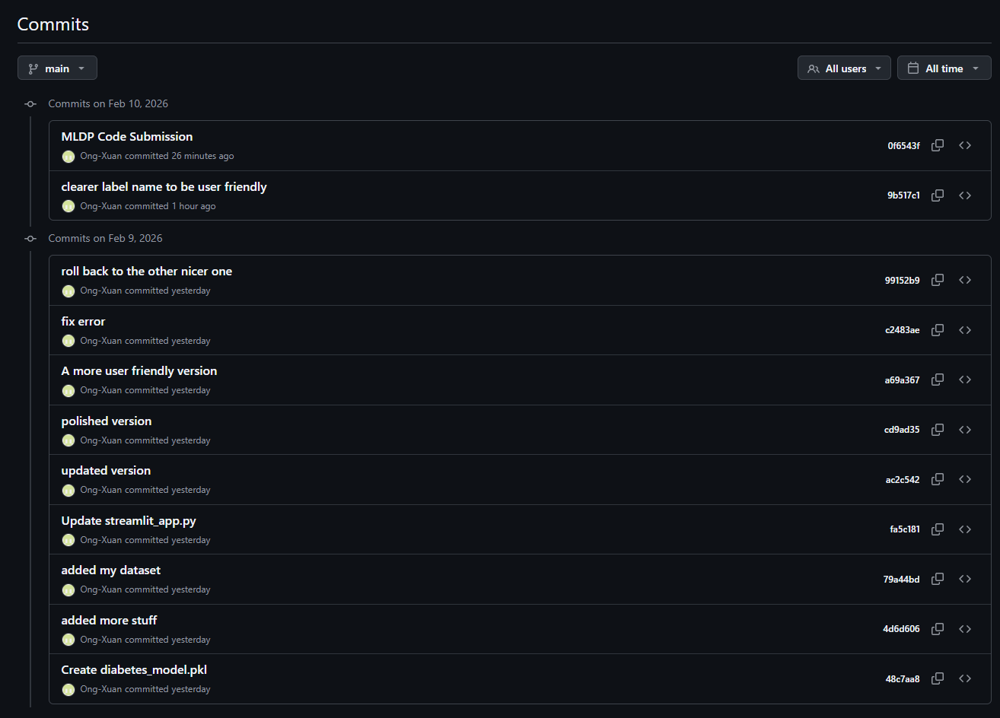 Commits
main
All users
All time
Commits on Feb 10, 2026
MLDP Code Submission
Ong-Xuan committed 26 minutes ago
0f6543f
clearer label name to be user friendly
Ong-Xuan committed 1 hour ago
9b517c1
Commits on Feb 9, 2026
roll back to the other nicer one
Ong-Xuan committed yesterday
99152b9
fix error
Ong-Xuan committed yesterday
c2483ae
A more user friendly version
Ong-Xuan committed yesterday
a69a367
polished version
Ong-Xuan committed yesterday
cd9ad35
updated version
Ong-Xuan committed yesterday
ac2c542
Update streamlit_app.py
Ong-Xuan committed yesterday
fa5c181
added my dataset
Ong-Xuan committed yesterday
79a44bd
added more stuff
Ong-Xuan committed yesterday
4d6d606
Create diabetes_model.pkl
Ong-Xuan committed yesterday
48c7aa8